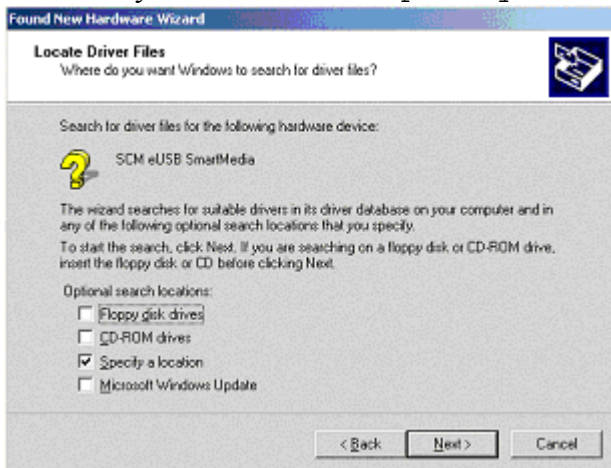 Found New Hardware Wizard
Locate Driver Files
Where do you want Windows to search for driver files?
Search for driver files for the following hardware device:
SCM eUSB SmartMedia
The wizard searches for suitable drivers in its driver database on your computer and in
any of the following optional search locations that you specify.
To start the search, click Next. If you are searching on a floppy disk or CD-ROM drive,
insert the floppy disk or CD before clicking Next.
Optional search locations:
Floppy disk drives
CD-ROM drives
Specify a location
Microsoft Windows Update
< Back Next > Cancel